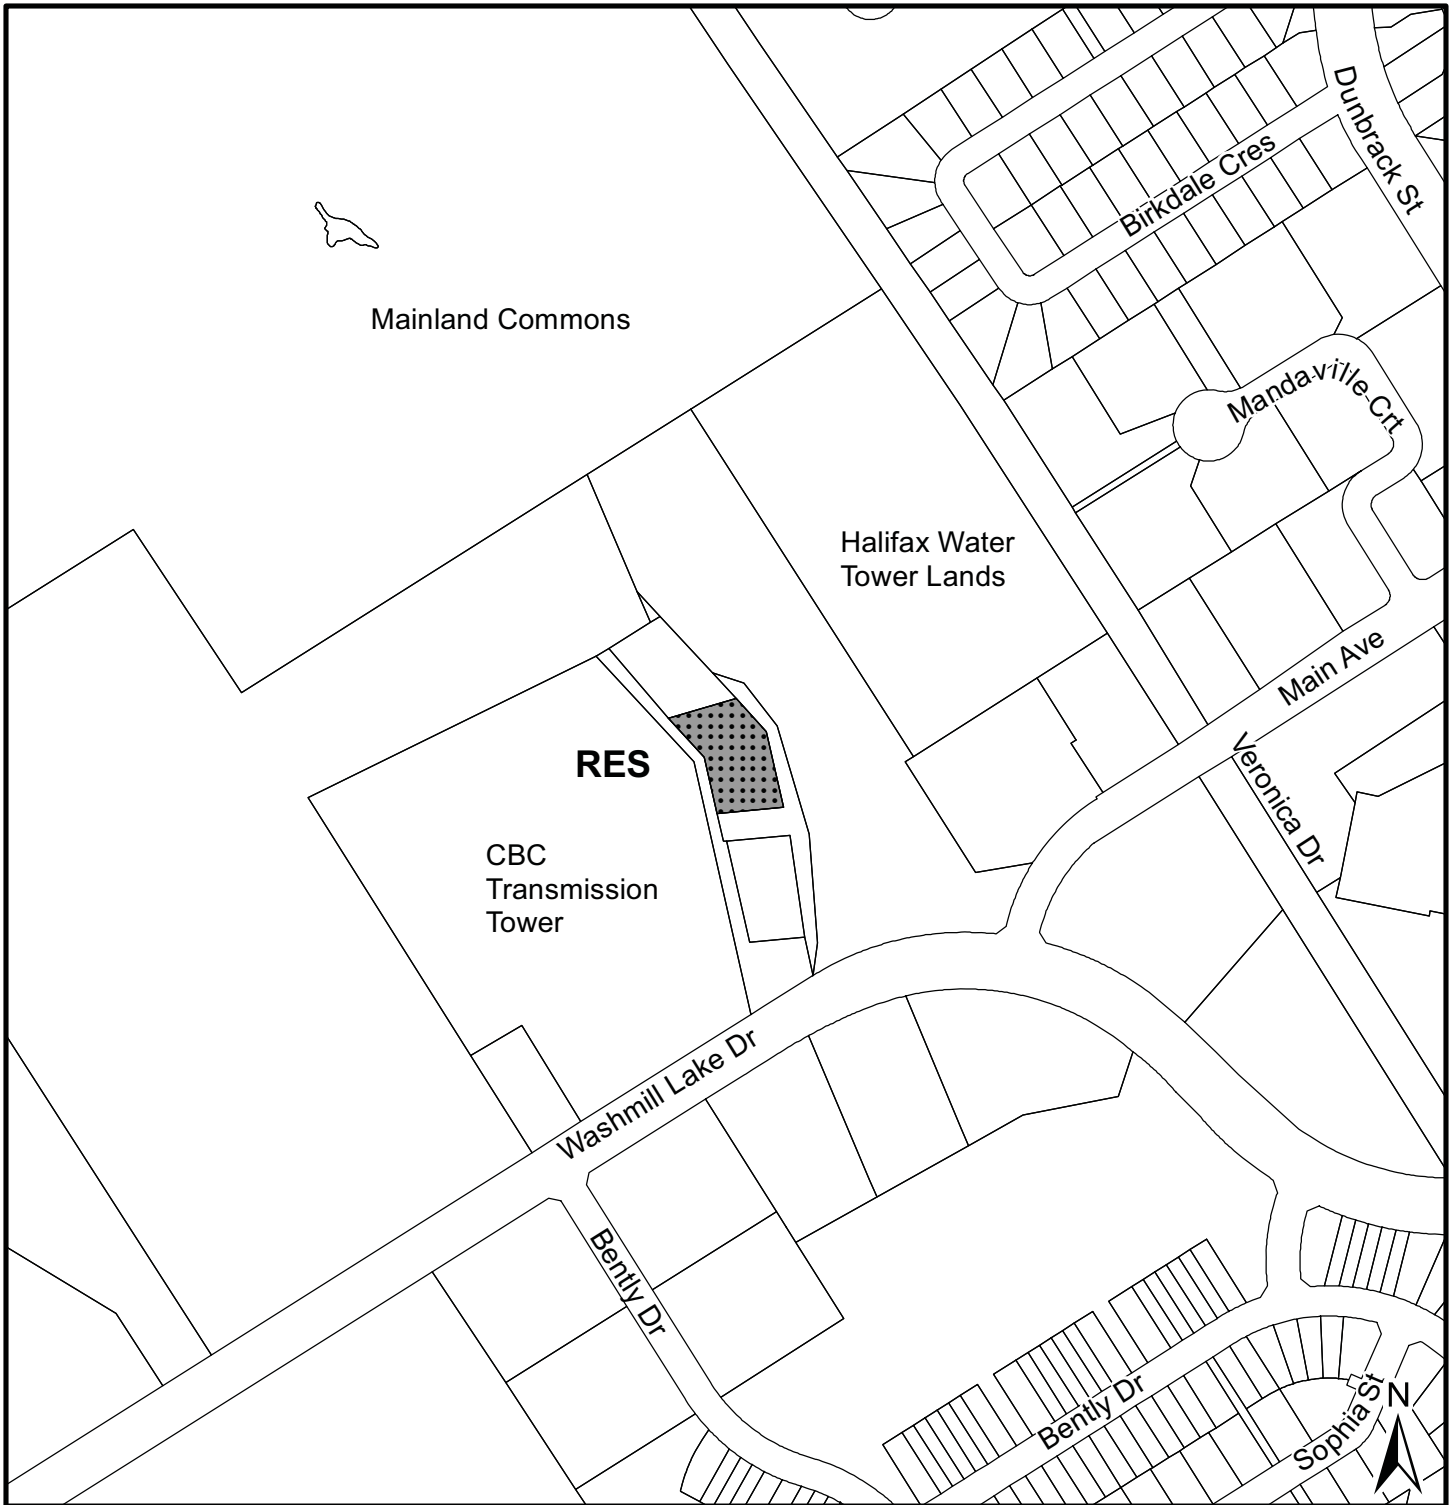 Dunbrack St
Birkdale Cres
Mainland Commons
Mandaville Crt
Halifax Water
Tower Lands
Main Ave
RES
Veronica Dr
CBC
Transmission
Tower
Washmill Lake Dr
Bently Dr
Bently Dr
Sophia St
N